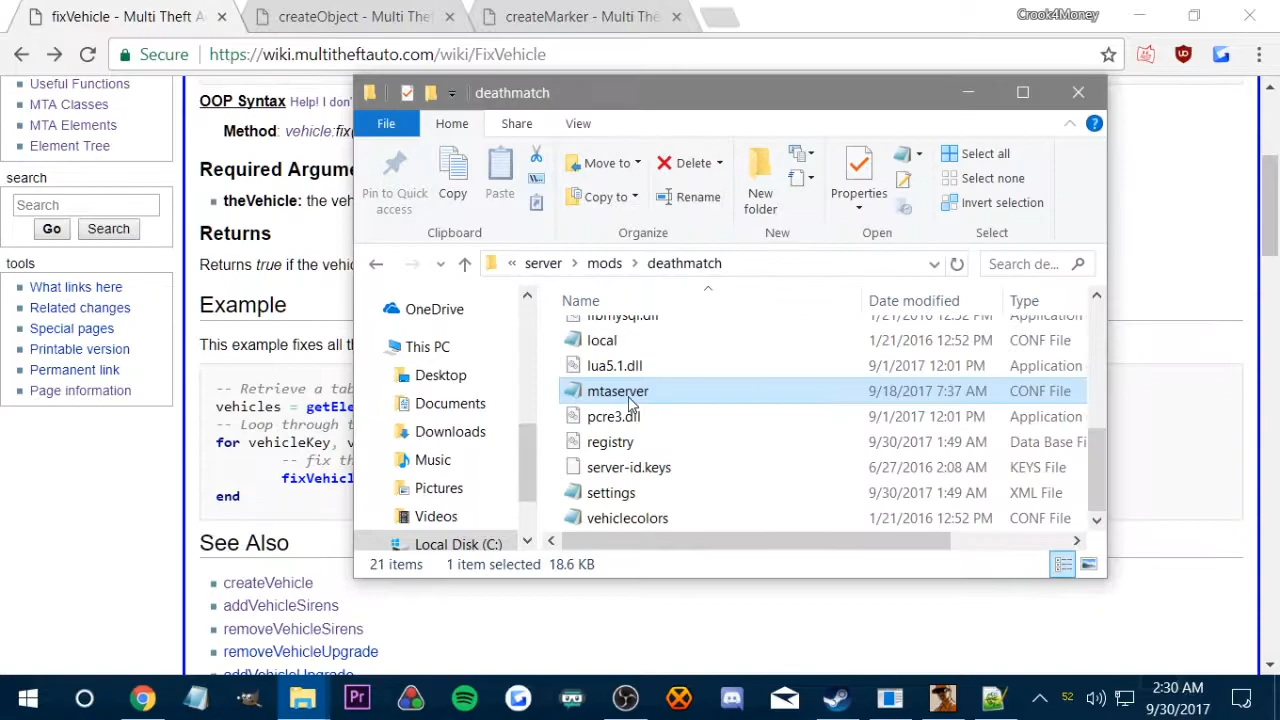 fixVehicle - Multi Theft A
createObject - Multi The
createMarker - Multi The
Crook4Money
Secure
https://wiki.multitheftauto.com/wiki/FixVehicle
Useful Functions
MTA Classes
MTA Elements
Element Tree
search
Search
Go
Search
tools
What links here
Related changes
Special pages
Printable version
Permanent link
Page information
OOP Syntax Help! I don'
Method: vehicle:fix(
Required Argume
theVehicle: the veh
Returns
Returns true if the vehic
Example
This example fixes all t
-- Retrieve a tab
vehicles = getEle
-- Loop through t
for vehicleKey, v
-- fix th
fixVehicl
end
See Also
createVehicle
addVehicleSirens
removeVehicleSirens
removeVehicleUpgrade
addVehicleUpgrade
deathmatch
File
Home
Share
View
Pin to Quick
access
Copy
Paste
Clipboard
Move to
Copy to
Delete
Rename
Organize
New
folder
New
Properties
Open
Select all
Select none
Invert selection
Select
« server
mods
deathmatch
Search de...
OneDrive
This PC
Desktop
Documents
Downloads
Music
Pictures
Videos
Local Disk (C:)
Name
Date modified
Type
libmysql.dll 1/21/2016 12:52 PM Application
local 1/21/2016 12:52 PM CONF File
lua5.1.dll 9/1/2017 12:01 PM Application
mtaserver 9/18/2017 7:37 AM CONF File
pcre3.dll 9/1/2017 12:01 PM Application
registry 9/30/2017 1:49 AM Data Base Fi
server-id.keys 6/27/2016 2:08 AM KEYS File
settings 9/30/2017 1:49 AM XML File
vehiclecolors 1/21/2016 12:52 PM CONF File
21 items
1 item selected
18.6 KB
52
2:30 AM
9/30/2017